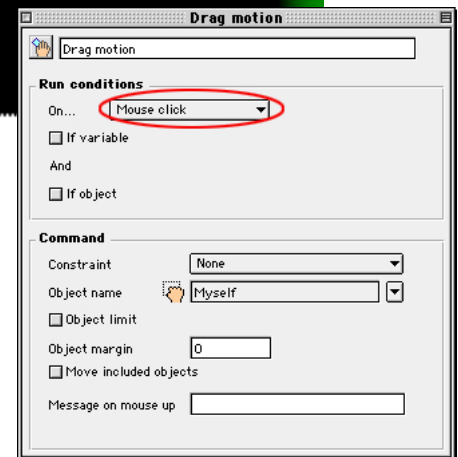 Drag motion
Drag motion
Run conditions
On... Mouse click
If variable
And
If object
Command
Constraint None
Object name Myself
Object limit
Object margin 0
Move included objects
Message on mouse up